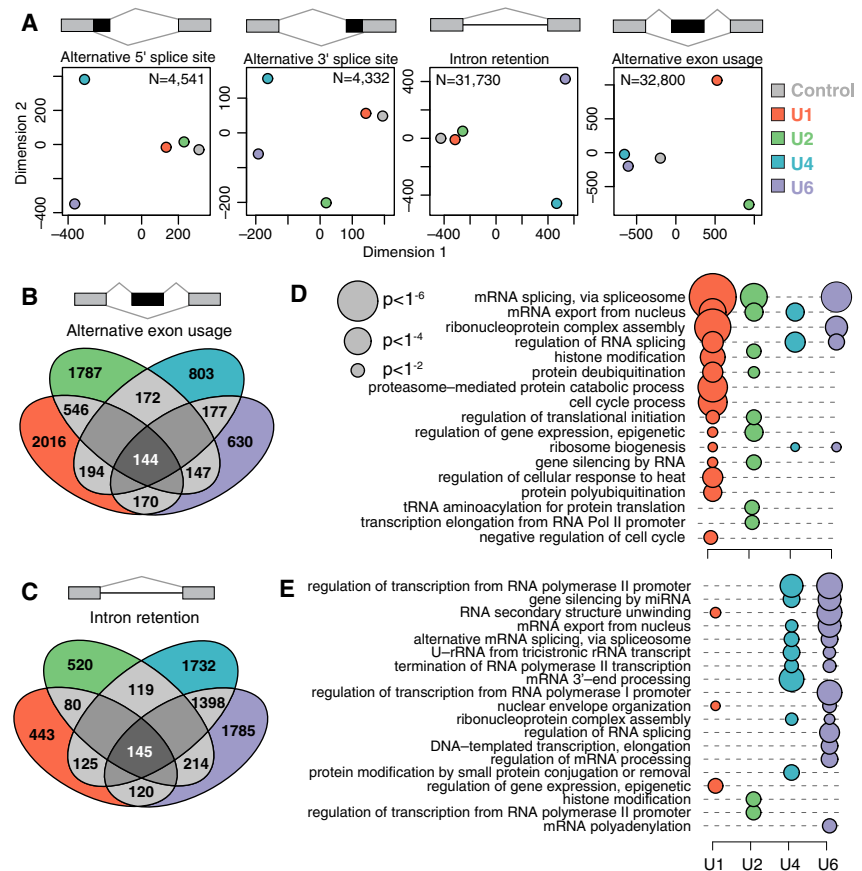 A
Alternative 5' splice site
Alternative 3' splice site
Intron retention
Alternative exon usage
N=4,541
N=4,332
N=31,730
N=32,800
Dimension 2
200
0
−400
100
0
−200
400
0
−400
500
0
−500
−400
0
200
−200
0
200
−400
0
400
−500
0
500
Dimension 1
Control
U1
U2
U4
U6
B
Alternative exon usage
1787
803
546
172
177
2016
630
194
144
147
170
C
Intron retention
520
1732
80
119
1398
443
1785
145
125
214
120
D
p<1⁻⁶
p<1⁻⁴
p<1⁻²
mRNA splicing, via spliceosome
mRNA export from nucleus
ribonucleoprotein complex assembly
regulation of RNA splicing
histone modification
protein deubiquitination
proteasome−mediated protein catabolic process
cell cycle process
regulation of translational initiation
regulation of gene expression, epigenetic
ribosome biogenesis
gene silencing by RNA
regulation of cellular response to heat
protein polyubiquitination
tRNA aminoacylation for protein translation
transcription elongation from RNA Pol II promoter
negative regulation of cell cycle
E
regulation of transcription from RNA polymerase II promoter
gene silencing by miRNA
RNA secondary structure unwinding
mRNA export from nucleus
alternative mRNA splicing, via spliceosome
U−rRNA from tricistronic rRNA transcript
termination of RNA polymerase II transcription
mRNA 3'−end processing
regulation of transcription from RNA polymerase I promoter
nuclear envelope organization
ribonucleoprotein complex assembly
regulation of RNA splicing
DNA−templated transcription, elongation
regulation of mRNA processing
protein modification by small protein conjugation or removal
regulation of gene expression, epigenetic
histone modification
regulation of transcription from RNA polymerase II promoter
mRNA polyadenylation
U1
U2
U4
U6